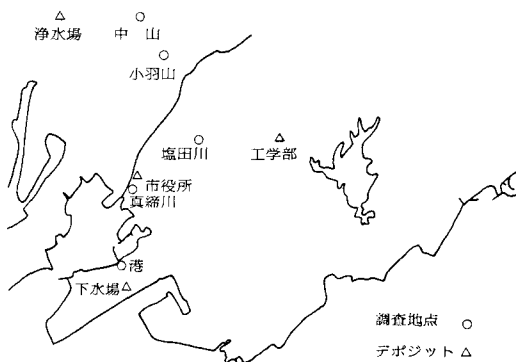 浄水場 中山
小羽山
塩田川 工学部
市役所
真締川
港
下水場
調査地点
デポジット